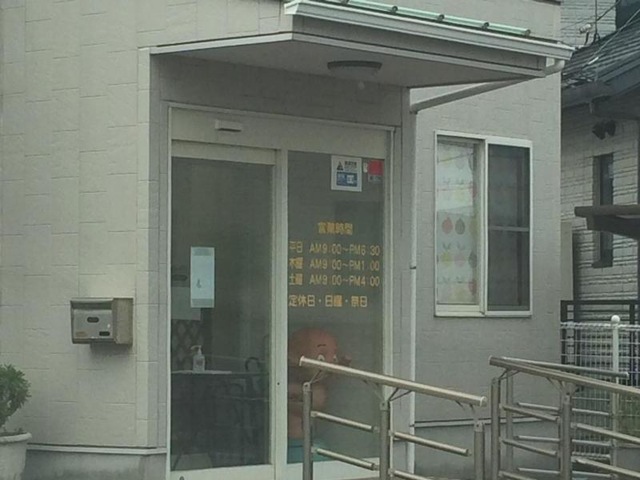 営業時間
平日 AM9:00～PM6:30
木曜 AM9:00～PM1:00
土曜 AM9:00～PM4:00
定休日・日曜・祭日